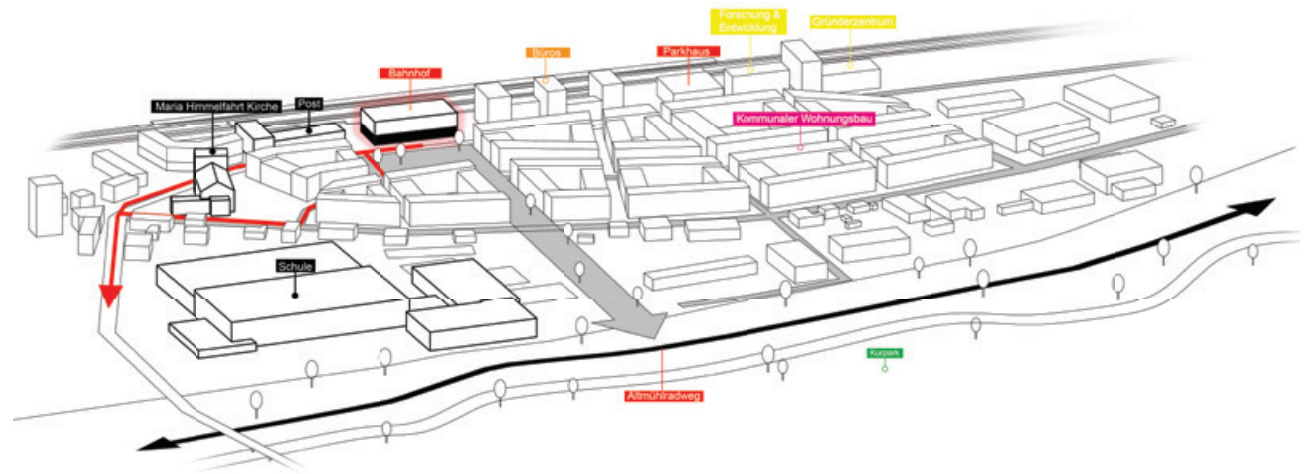 Forschung &
Entwicklung
Gründerzentrum
Büros
Parkhaus
Bahnhof
Maria Himmelfahrt Kirche
Post
Kommunaler Wohnungsbau
Schule
Kurpark
Altmühlradweg